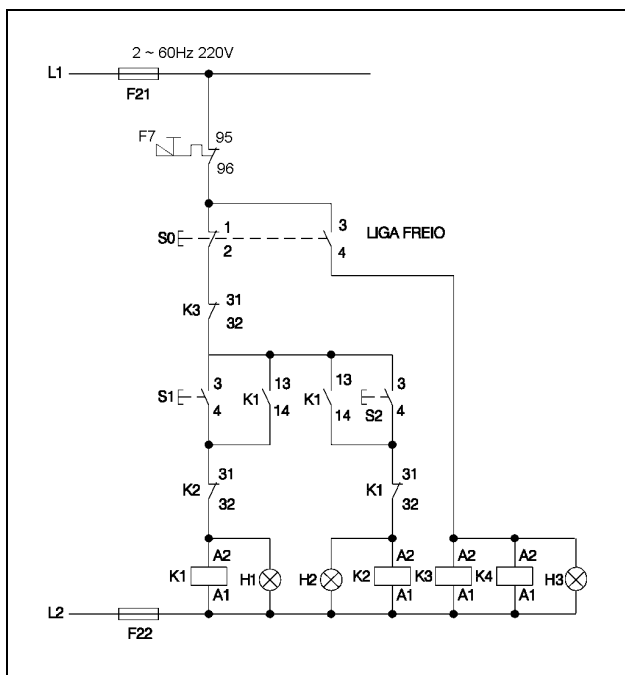 2 ~ 60Hz 220V
L1
F21
F7
95
96
S0
1
2
3
4
LIGA FREIO
K3
31
32
S1
3
4
K1
13
14
K1
13
14
S2
3
4
K2
31
32
K1
31
32
K1
A2
A1
H1
H2
K2
A2
A1
K3
A2
A1
K4
A2
A1
H3
L2
F22